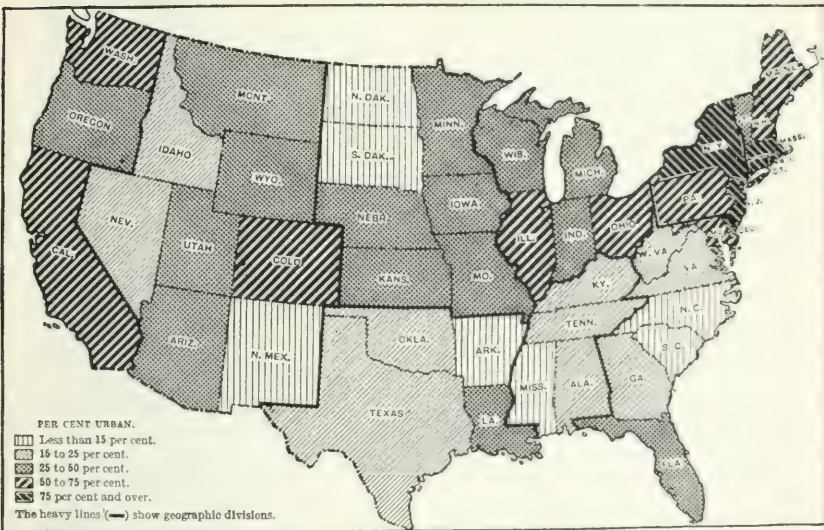 WASH.
MONT.
N. DAK.
MINN.
MAINE
OREGON
IDAHO
S. DAK.
WIS.
MICH.
N.Y.
MASS.
WYO.
IOWA
NEBR.
PA.
N.J.
NEV.
UTAH
COLO.
KANS.
MO.
ILL.
IND.
OHIO
W. VA.
VA.
KY.
CAL.
ARIZ.
N. MEX.
OKLA.
ARK.
TENN.
N.C.
S.C.
TEXAS
LA.
MISS.
ALA.
GA.
FLA.
PER CENT URBAN.
Less than 15 per cent.
15 to 25 per cent.
25 to 50 per cent.
50 to 75 per cent.
75 per cent and over.
The heavy lines (▬) show geographic divisions.